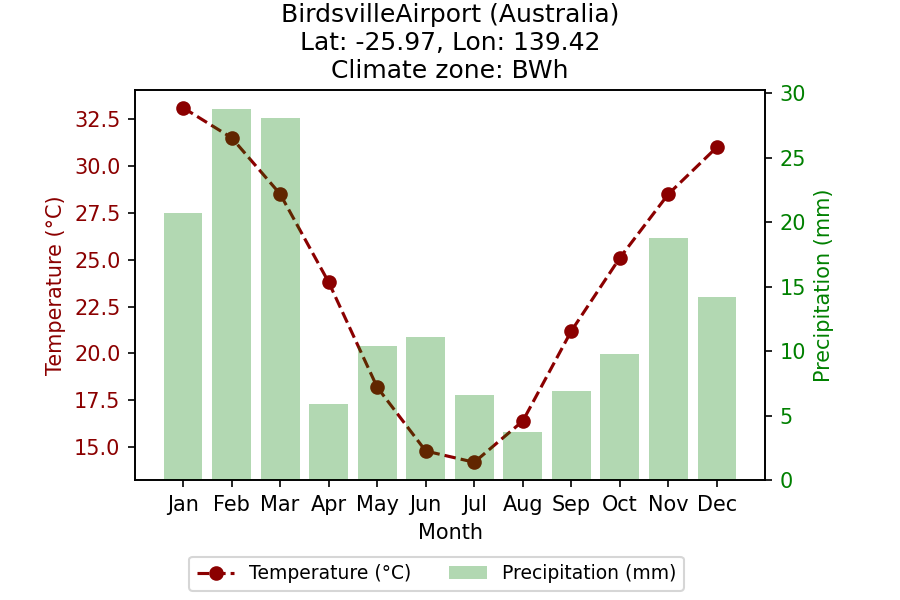 BirdsvilleAirport (Australia)
Lat: -25.97, Lon: 139.42
Climate zone: BWh
Temperature (°C)
32.5
30.0
27.5
25.0
22.5
20.0
17.5
15.0
30
25
20
15
10
5
0
Precipitation (mm)
Jan Feb Mar Apr May Jun Jul Aug Sep Oct Nov Dec
Month
Temperature (°C) Precipitation (mm)